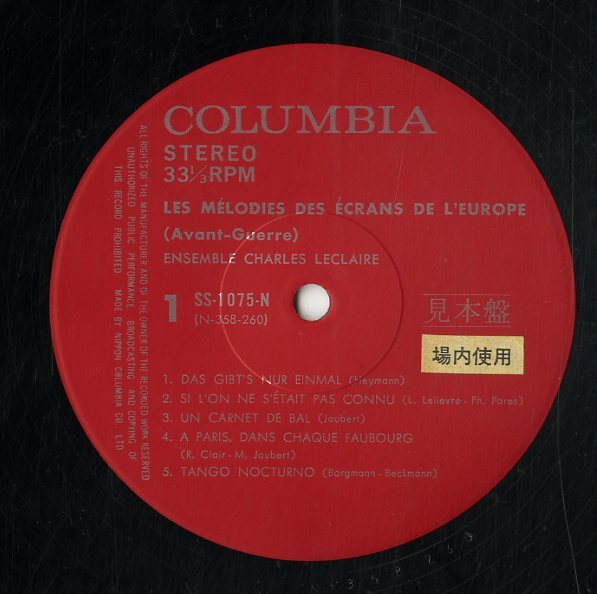 COLUMBIA
STEREO
33 1/3 RPM
LES MÉLODIES DES ÉCRANS DE L'EUROPE
(Avant-Guerre)
ENSEMBLE CHARLES LECLAIRE
1 SS-1075-N
(N-358-260)
見本盤
場内使用
1. DAS GIBT'S NUR EINMAL (Heymann)
2. SI L'ON NE S'ÉTAIT PAS CONNU (L. Lelievre - Ph. Pares)
3. UN CARNET DE BAL (Joubert)
4. A PARIS, DANS CHAQUE FAUBOURG
(R. Clair - M. Joubert)
5. TANGO NOCTURNO (Borgmann - Beckmann)
ALL RIGHTS OF THE MANUFACTURER AND OF THE OWNER OF THE RECORDED WORK RESERVED
UNAUTHORIZED PUBLIC PERFORMANCE, BROADCASTING AND COPYING OF
THIS RECORD PROHIBITED MADE BY NIPPON COLUMBIA CO. LTD